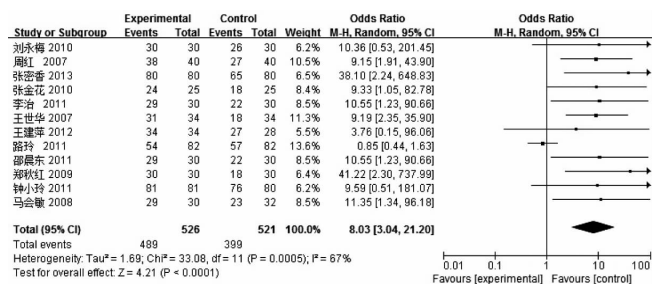 Experimental Control Odds Ratio Odds Ratio
Study or Subgroup Events Total Events Total Weight M-H, Random, 95% CI M-H, Random, 95% CI
刘永梅 2010 30 30 26 30 6.2% 10.36 [0.53, 201.45]
周红 2007 38 40 27 40 9.9% 9.15 [1.91, 43.90]
张密香 2013 80 80 65 80 6.5% 38.10 [2.24, 648.83]
张金花 2010 24 25 18 25 8.3% 9.33 [1.05, 82.78]
李治 2011 29 30 22 30 8.4% 10.55 [1.23, 90.66]
王世华 2007 31 34 18 34 10.5% 9.19 [2.35, 35.90]
王建萍 2012 34 34 27 28 5.7% 3.76 [0.15, 96.06]
路玲 2011 54 82 57 82 12.4% 0.85 [0.44, 1.63]
邵晨东 2011 29 30 22 30 8.4% 10.55 [1.23, 90.66]
郑秋红 2009 30 30 18 30 6.4% 41.22 [2.30, 737.99]
钟小玲 2011 81 81 76 80 6.3% 9.59 [0.51, 181.07]
马会敏 2008 29 30 23 32 8.4% 11.35 [1.34, 96.18]
Total (95% CI) 526 521 100.0% 8.03 [3.04, 21.20]
Total events 489 399
Heterogeneity: Tau² = 1.69; Chi² = 33.08, df = 11 (P = 0.0005); I² = 67%
Test for overall effect: Z = 4.21 (P < 0.0001)
0.01 0.1 1 10 100
Favours [experimental] Favours [control]